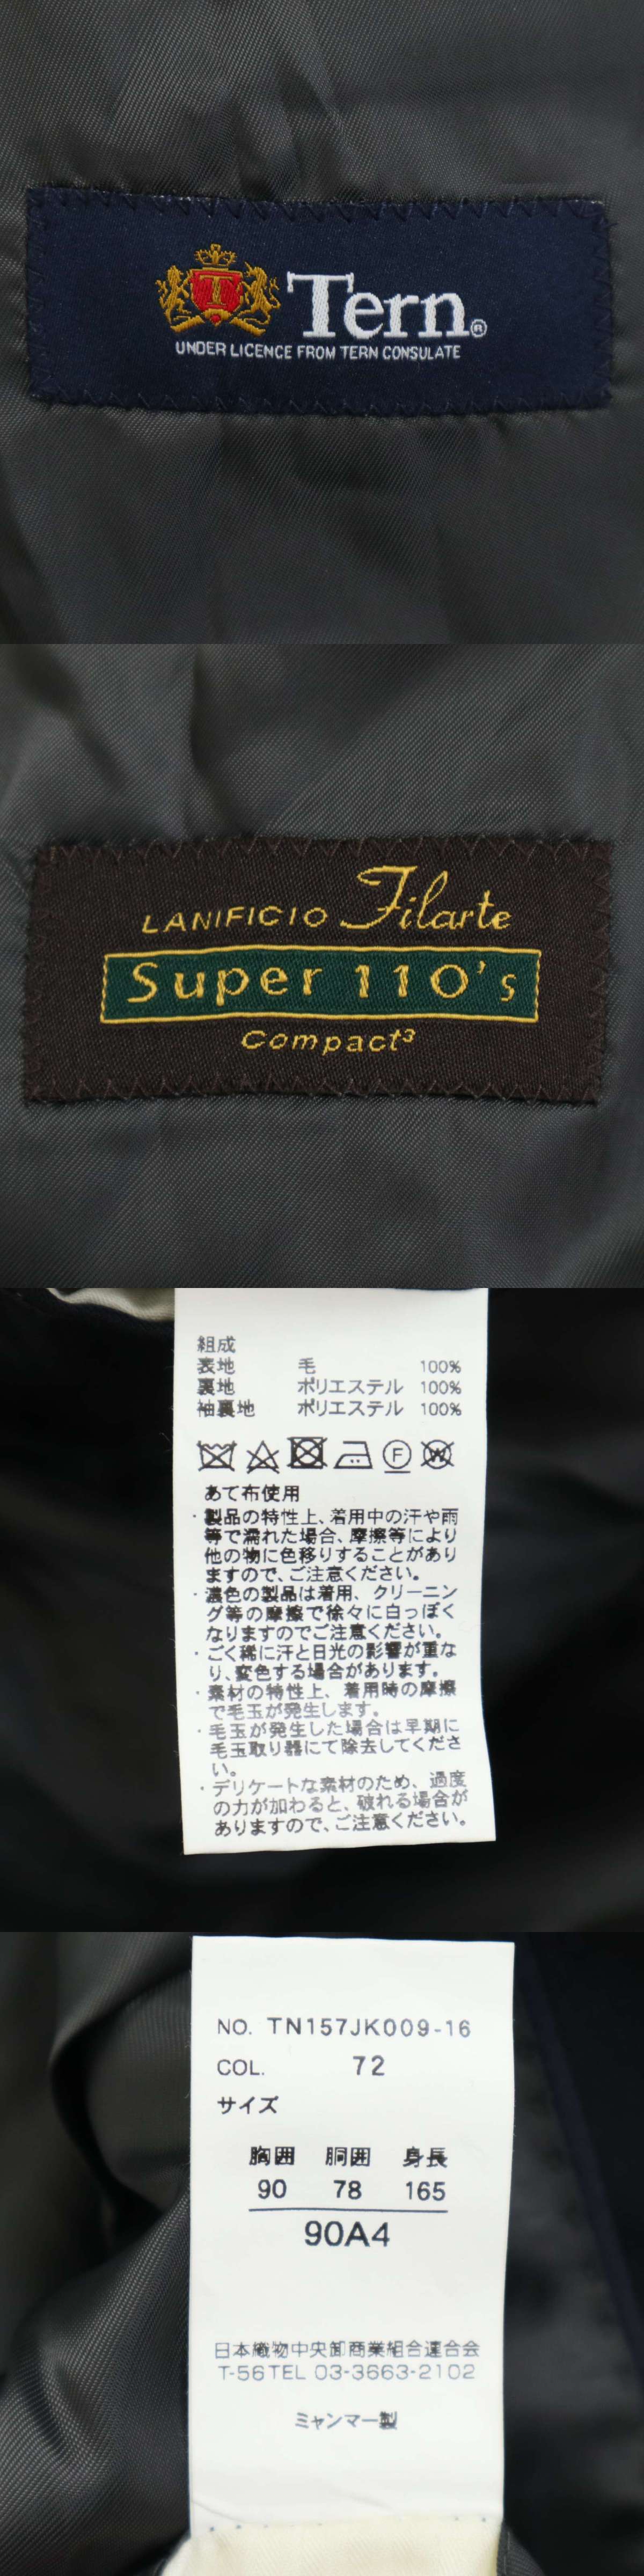 T
Tern®
UNDER LICENCE FROM TERN CONSULATE
LANIFICIO Filarte
Super 110's
Compact³
組成
表地 毛 100%
裏地 ポリエステル 100%
袖裏地 ポリエステル 100%
F W
あて布使用
・製品の特性上、着用中の汗や雨
等で濡れた場合、摩擦等により
他の物に色移りすることがあり
ますので、ご注意ください。
・濃色の製品は着用、クリーニン
グ等の摩擦で徐々に白っぽく
なりますのでご注意ください。
・ごく稀に汗と日光の影響が重な
り、変色する場合があります。
・素材の特性上、着用時の摩擦
で毛玉が発生します。
・毛玉が発生した場合は早期に
毛玉取り器にて除去してくださ
い。
・デリケートな素材のため、過度
の力が加わると、破れる場合が
ありますので、ご注意ください。
NO. TN157JK009-16
COL. 72
サイズ
胸囲 胴囲 身長
90 78 165
90A4
日本織物中央卸商業組合連合会
T-56 TEL 03-3663-2102
ミャンマー製